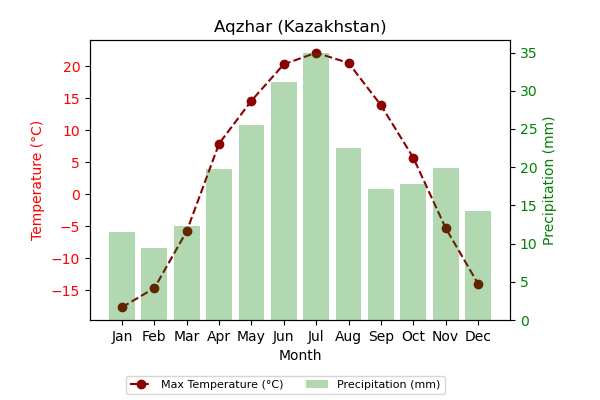 Aqzhar (Kazakhstan)
Temperature (°C)
20
15
10
5
0
−5
−10
−15
35
30
25
20
15
10
5
0
Precipitation (mm)
Jan Feb Mar Apr May Jun Jul Aug Sep Oct Nov Dec
Month
Max Temperature (°C) Precipitation (mm)